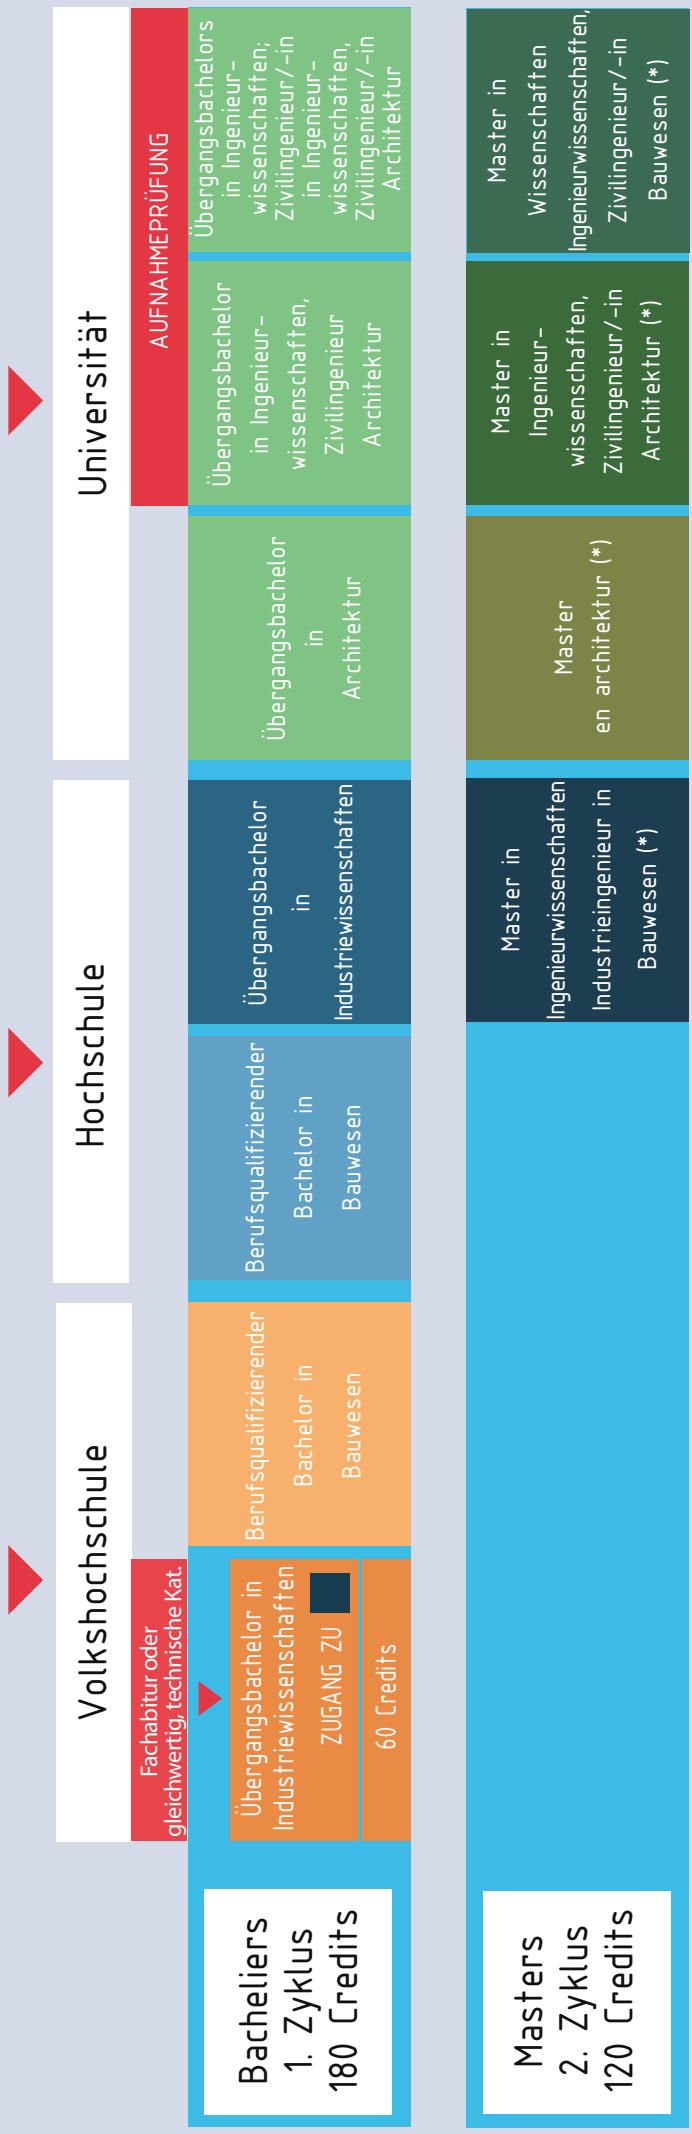 Volkshochschule
Hochschule
Universität
Fachabitur oder
gleichwertig, technische Kat.
AUFNAHMEPRÜFUNG
Bacheliers
1. Zyklus
180 Credits
Übergangsbachelor in
Industriewissenschaften
ZUGANG ZU
60 Credits
Berufsqualifizierender
Bachelor in
Bauwesen
Berufsqualifizierender
Bachelor in
Bauwesen
Übergangsbachelor
in
Industriewissenschaften
Übergangsbachelor
in
Architektur
Übergangsbachelor
in Ingenieur-
wissenschaften,
Zivilingenieur
Architektur
Übergangsbachelors
in Ingenieur-
wissenschaften;
Zivilingenieur/-in
in Ingenieur-
wissenschaften,
Zivilingenieur/-in
Architektur
Masters
2. Zyklus
120 Credits
Master in
Ingenieurwissenschaften
Industrieingenieur in
Bauwesen (*)
Master
en architektur (*)
Master in
Ingenieur-
wissenschaften,
Zivilingenieur/-in
Architektur (*)
Master in
Wissenschaften
Ingenieurwissenschaften,
Zivilingenieur/-in
Bauwesen (*)